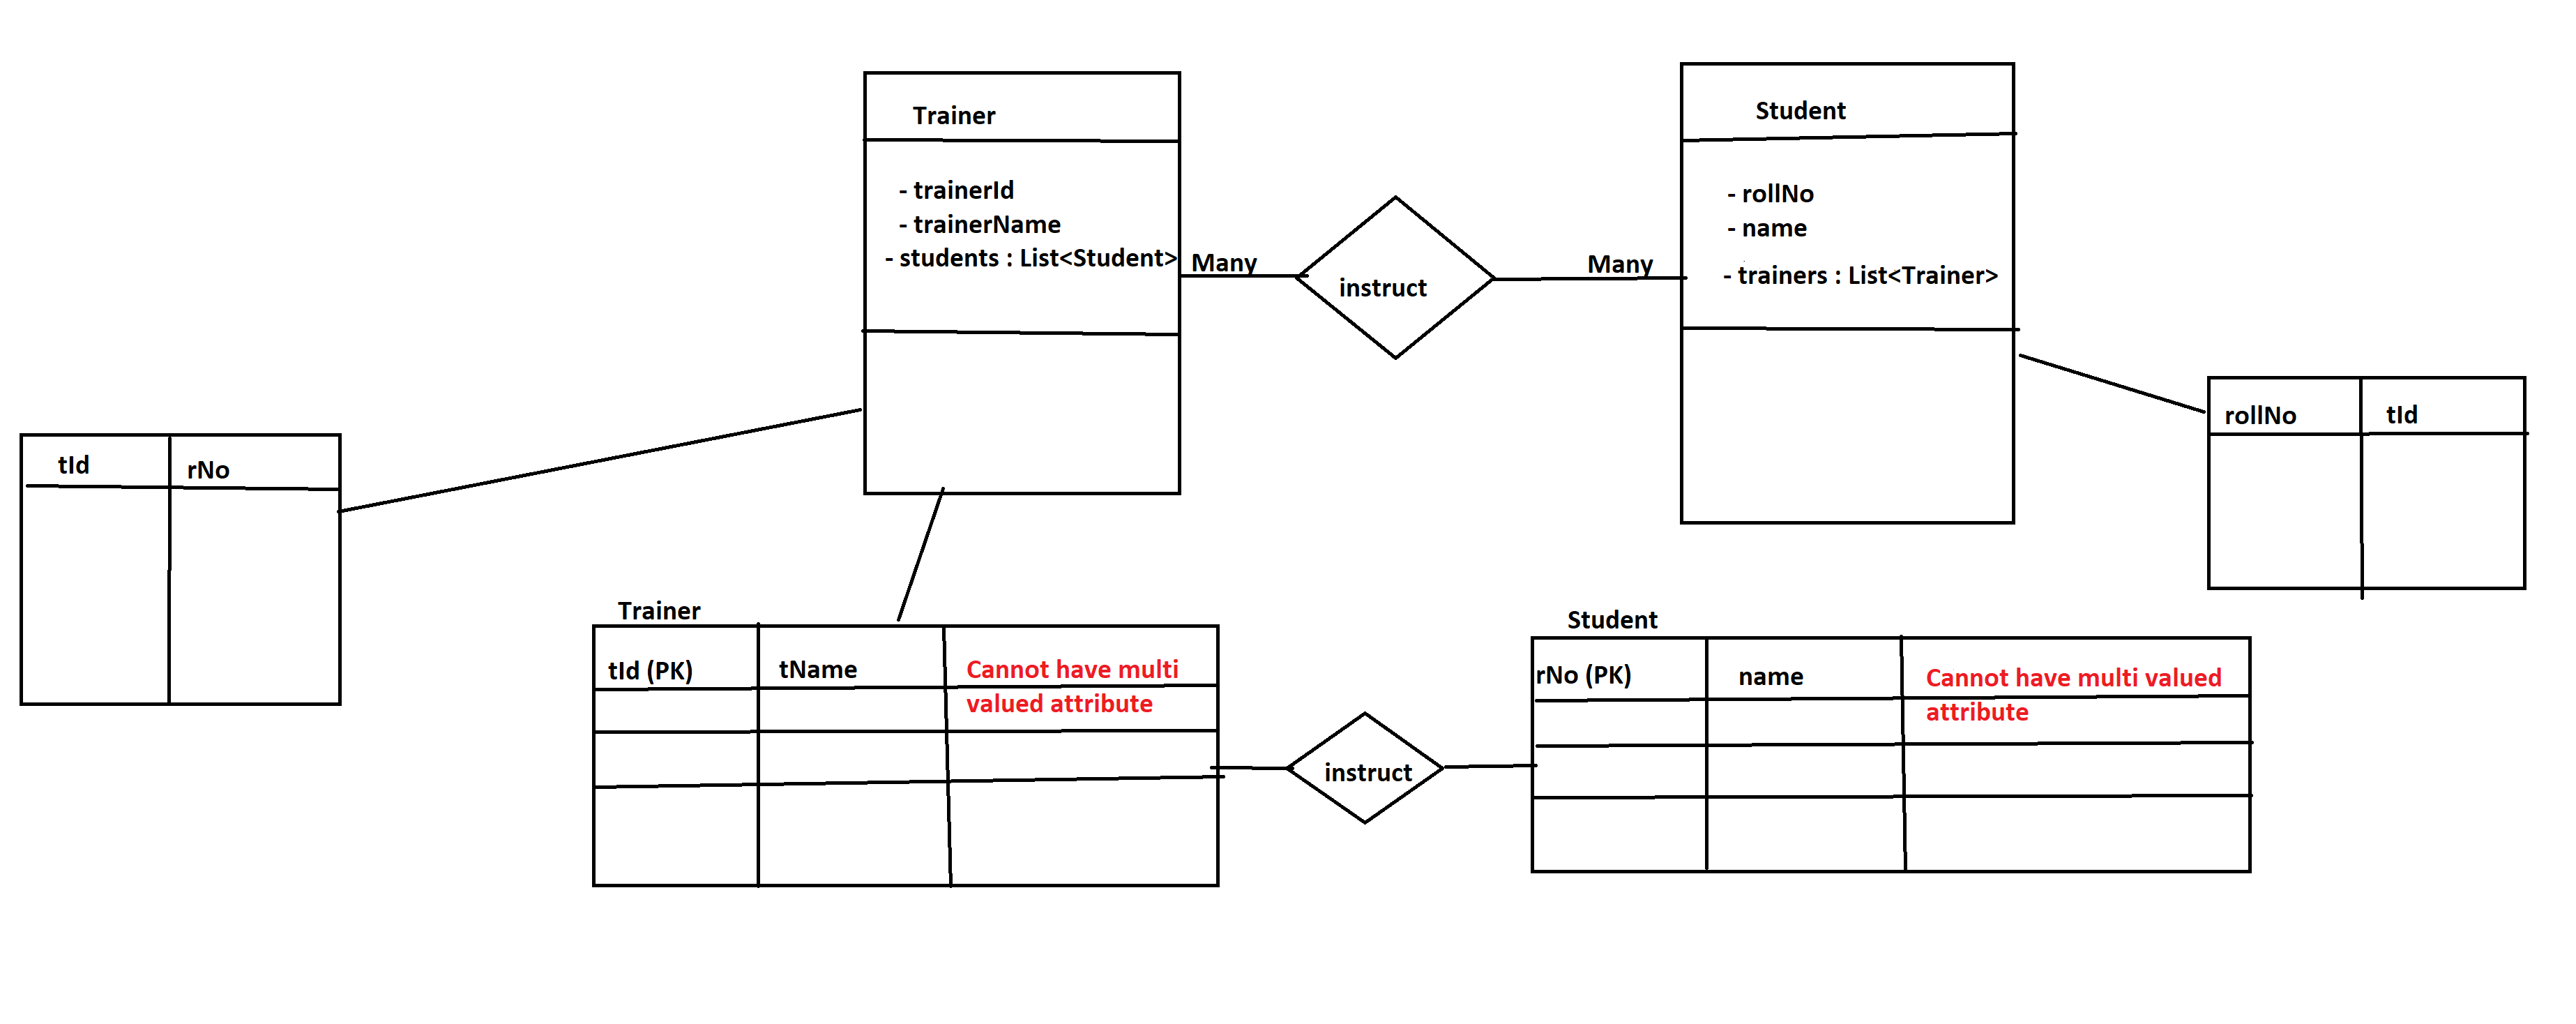 Trainer
- trainerId
- trainerName
- students : List<Student>
Many
instruct
Many
Student
- rollNo
- name
- trainers : List<Trainer>
rollNo
tId
tId
rNo
Trainer
tId (PK)
tName
Cannot have multi
valued attribute
instruct
Student
rNo (PK)
name
Cannot have multi valued
attribute